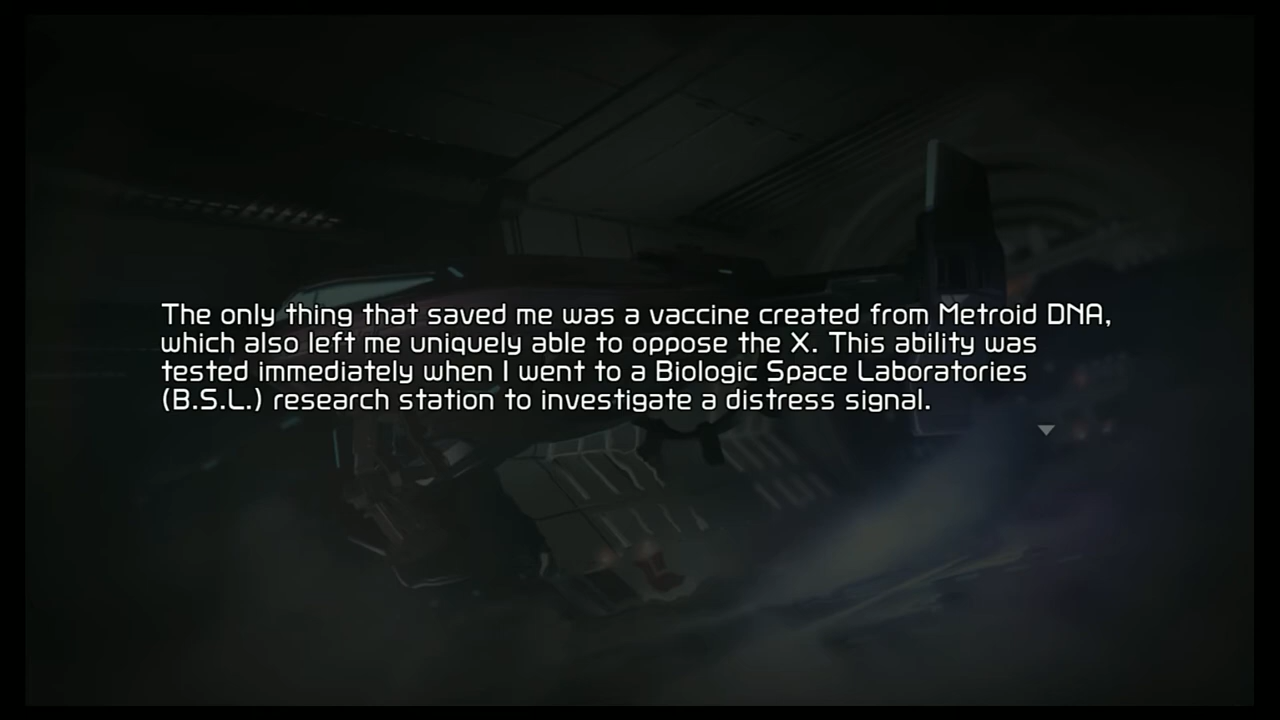 The only thing that saved me was a vaccine created from Metroid DNA,
which also left me uniquely able to oppose the X. This ability was
tested immediately when I went to a Biologic Space Laboratories
(B.S.L.) research station to investigate a distress signal.